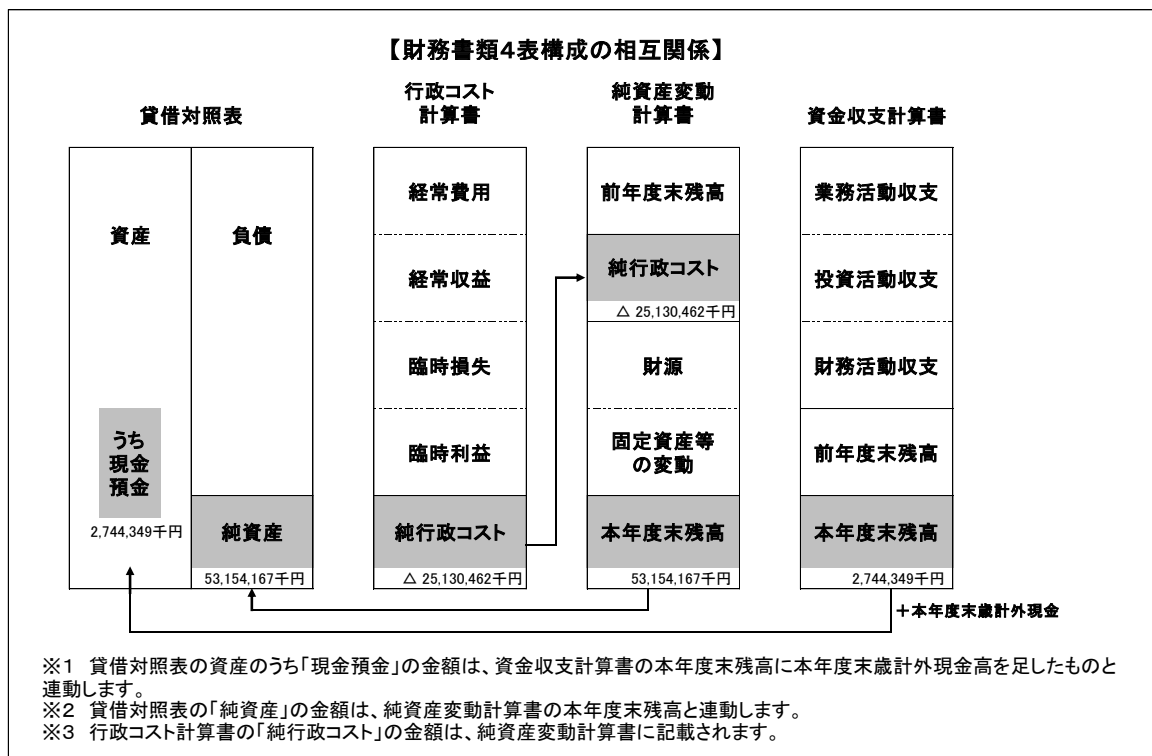 【財務書類4表構成の相互関係】
貸借対照表
行政コスト
計算書
純資産変動
計算書
資金収支計算書
資産
負債
うち
現金
預金
2,744,349千円
純資産
53,154,167千円
経常費用
経常収益
臨時損失
臨時利益
純行政コスト
△ 25,130,462千円
前年度末残高
純行政コスト
△ 25,130,462千円
財源
固定資産等
の変動
本年度末残高
53,154,167千円
業務活動収支
投資活動収支
財務活動収支
前年度末残高
本年度末残高
2,744,349千円
＋本年度末歳計外現金
※1　貸借対照表の資産のうち「現金預金」の金額は、資金収支計算書の本年度末残高に本年度末歳計外現金高を足したものと
連動します。
※2　貸借対照表の「純資産」の金額は、純資産変動計算書の本年度末残高と連動します。
※3　行政コスト計算書の「純行政コスト」の金額は、純資産変動計算書に記載されます。